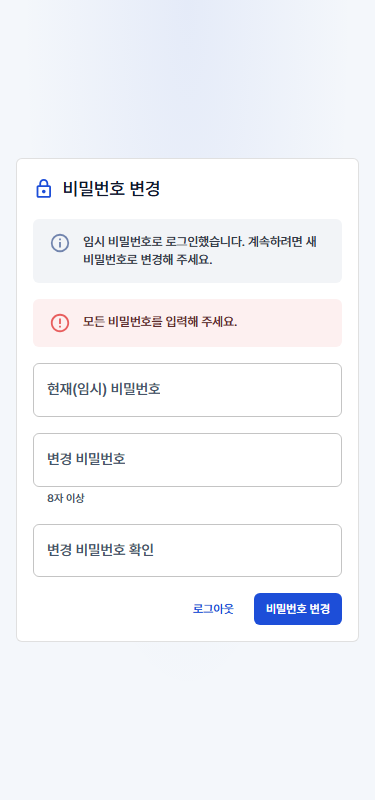 비밀번호 변경
임시 비밀번호로 로그인했습니다. 계속하려면 새
비밀번호로 변경해 주세요.
모든 비밀번호를 입력해 주세요.
현재(임시) 비밀번호
변경 비밀번호
8자 이상
변경 비밀번호 확인
로그아웃
비밀번호 변경